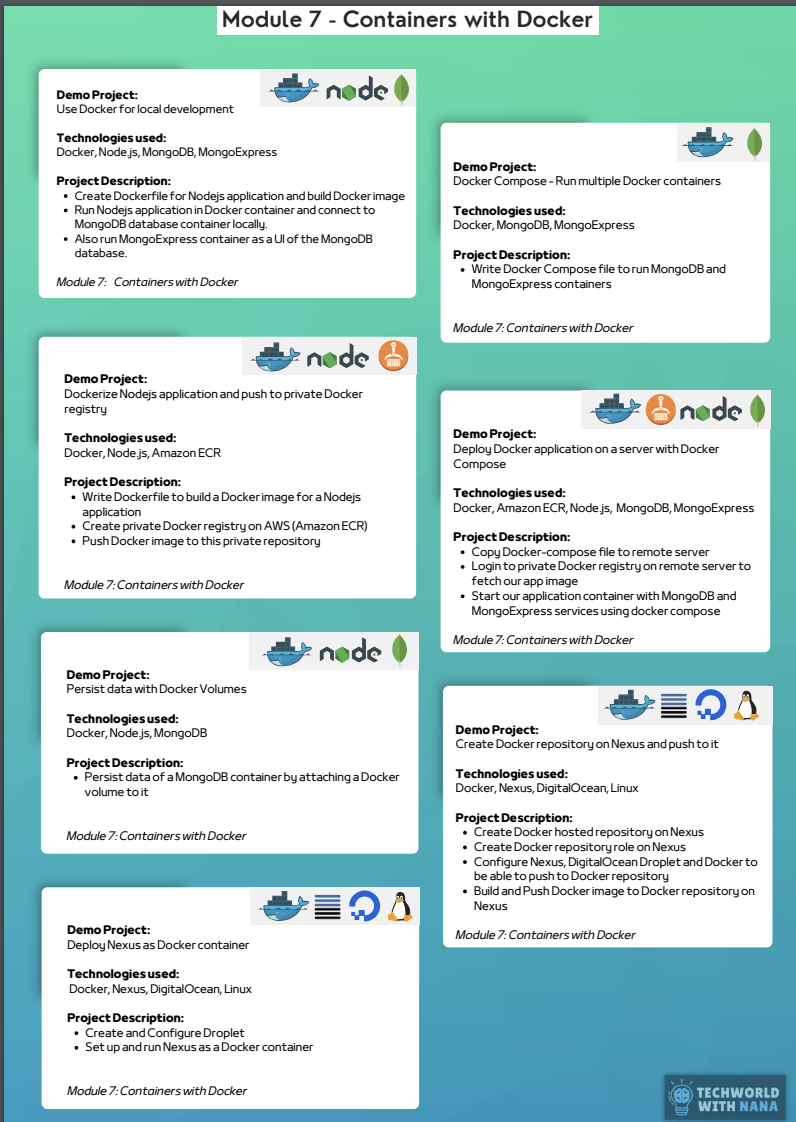 Module 7 - Containers with Docker
node
Demo Project:
Use Docker for local development
Technologies used:
Docker, Node.js, MongoDB, MongoExpress
Project Description:
• Create Dockerfile for Nodejs application and build Docker image
• Run Nodejs application in Docker container and connect to
MongoDB database container locally.
• Also run MongoExpress container as a UI of the MongoDB
database.
Module 7: Containers with Docker
Demo Project:
Docker Compose - Run multiple Docker containers
Technologies used:
Docker, MongoDB, MongoExpress
Project Description:
• Write Docker Compose file to run MongoDB and
MongoExpress containers
Module 7: Containers with Docker
node
Demo Project:
Dockerize Nodejs application and push to private Docker
registry
Technologies used:
Docker, Node.js, Amazon ECR
Project Description:
• Write Dockerfile to build a Docker image for a Nodejs
application
• Create private Docker registry on AWS (Amazon ECR)
• Push Docker image to this private repository
Module 7: Containers with Docker
node
Demo Project:
Deploy Docker application on a server with Docker
Compose
Technologies used:
Docker, Amazon ECR, Node.js, MongoDB, MongoExpress
Project Description:
• Copy Docker-compose file to remote server
• Login to private Docker registry on remote server to
fetch our app image
• Start our application container with MongoDB and
MongoExpress services using docker compose
Module 7: Containers with Docker
node
Demo Project:
Persist data with Docker Volumes
Technologies used:
Docker, Node.js, MongoDB
Project Description:
• Persist data of a MongoDB container by attaching a Docker
volume to it
Module 7: Containers with Docker
Demo Project:
Create Docker repository on Nexus and push to it
Technologies used:
Docker, Nexus, DigitalOcean, Linux
Project Description:
• Create Docker hosted repository on Nexus
• Create Docker repository role on Nexus
• Configure Nexus, DigitalOcean Droplet and Docker to
be able to push to Docker repository
• Build and Push Docker image to Docker repository on
Nexus
Module 7: Containers with Docker
Demo Project:
Deploy Nexus as Docker container
Technologies used:
Docker, Nexus, DigitalOcean, Linux
Project Description:
• Create and Configure Droplet
• Set up and run Nexus as a Docker container
Module 7: Containers with Docker
TECHWORLD
WITH NANA